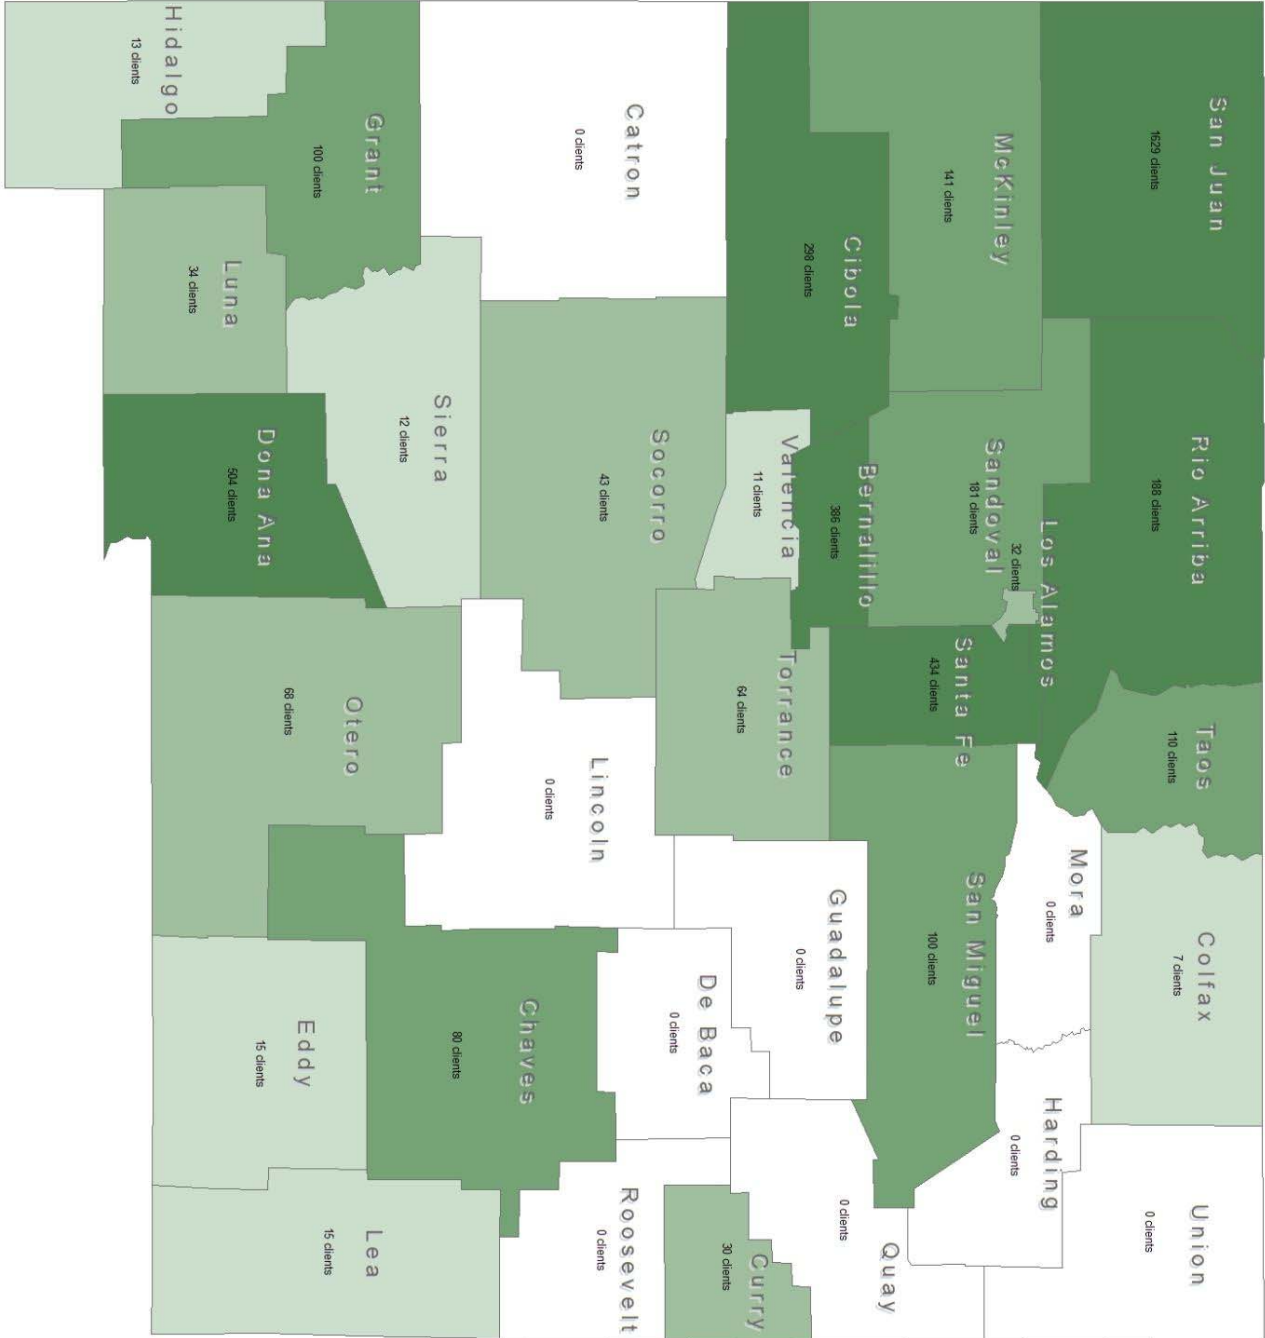 San Juan
1629 clients
Rio Arriba
188 clients
Taos
110 clients
Colfax
7 clients
Union
0 clients
Mora
0 clients
Harding
0 clients
Los Alamos
32 clients
McKinley
141 clients
Sandoval
181 clients
Santa Fe
434 clients
San Miguel
100 clients
Quay
0 clients
Cibola
298 clients
Bernalillo
386 clients
Guadalupe
0 clients
Valencia
11 clients
Torrance
64 clients
Curry
30 clients
De Baca
0 clients
Catron
0 clients
Socorro
43 clients
Lincoln
0 clients
Roosevelt
0 clients
Chaves
80 clients
Sierra
12 clients
Grant
100 clients
Otero
68 clients
Lea
15 clients
Eddy
15 clients
Dona Ana
504 clients
Luna
34 clients
Hidalgo
13 clients